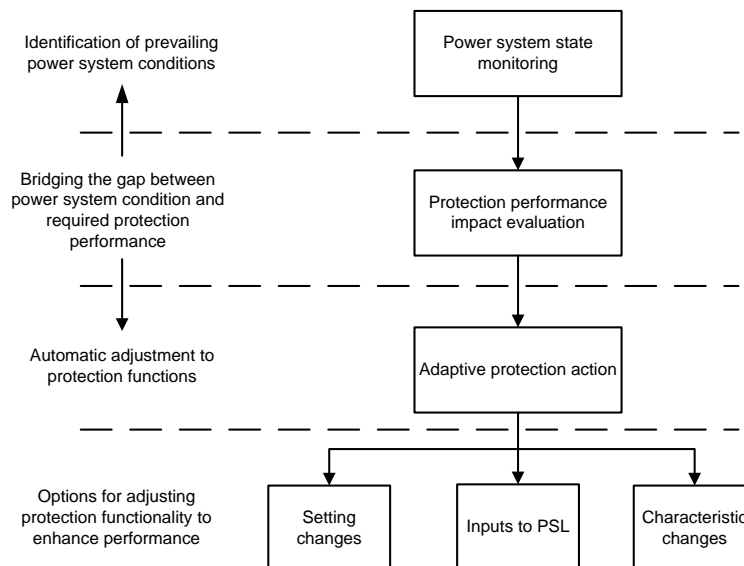 Identification of prevailing
power system conditions
Power system state
monitoring
Bridging the gap between
power system condition and
required protection
performance
Protection performance
impact evaluation
Automatic adjustment to
protection functions
Adaptive protection action
Options for adjusting
protection functionality to
enhance performance
Setting
changes
Inputs to PSL
Characteristic
changes